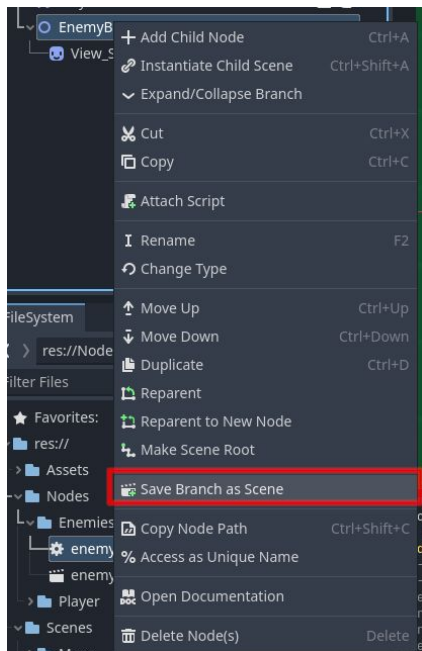 EnemyB
View_S
Add Child Node Ctrl+A
Instantiate Child Scene Ctrl+Shift+A
Expand/Collapse Branch
Cut Ctrl+X
Copy Ctrl+C
Attach Script
Rename F2
Change Type
Move Up Ctrl+Up
Move Down Ctrl+Down
Duplicate Ctrl+D
Reparent
Reparent to New Node
Make Scene Root
Save Branch as Scene
Copy Node Path Ctrl+Shift+C
% Access as Unique Name
Open Documentation
Delete Node(s) Delete
FileSystem
res://Node
Filter Files
Favorites:
res://
Assets
Nodes
Enemies
enemy
enemy
Player
Scenes